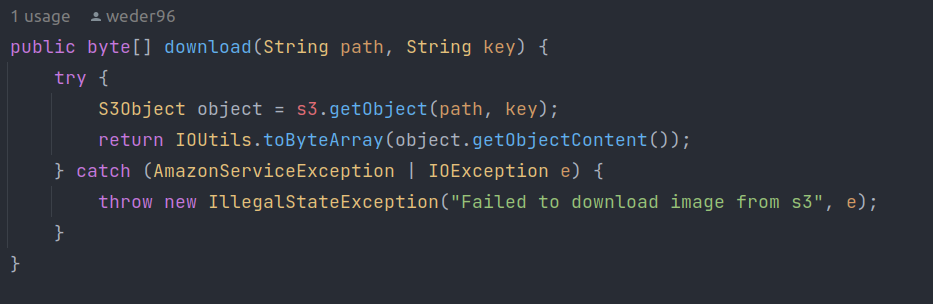 1 usage weder96
public byte[] download(String path, String key) {
    try {
        S3Object object = s3.getObject(path, key);
        return IOUtils.toByteArray(object.getObjectContent());
    } catch (AmazonServiceException | IOException e) {
        throw new IllegalStateException("Failed to download image from s3", e);
    }
}